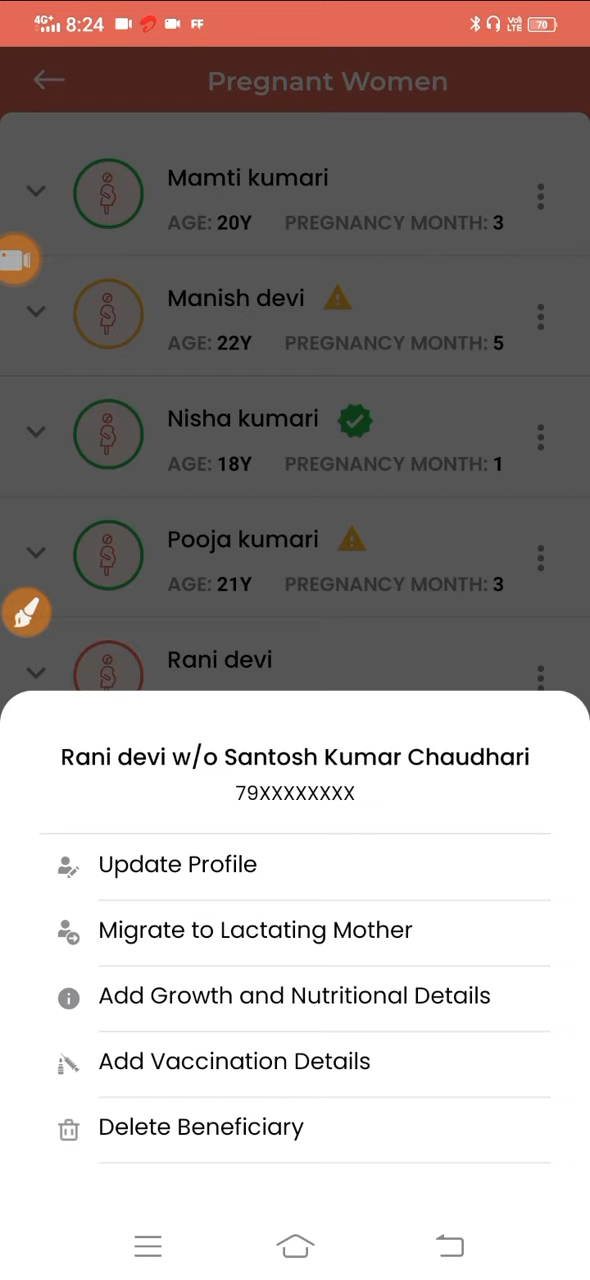 4G+ 8:24 FF Vo) LTE 70
Pregnant Women
Mamti kumari
AGE: 20Y PREGNANCY MONTH: 3
Manish devi
AGE: 22Y PREGNANCY MONTH: 5
Nisha kumari
AGE: 18Y PREGNANCY MONTH: 1
Pooja kumari
AGE: 21Y PREGNANCY MONTH: 3
Rani devi
Rani devi w/o Santosh Kumar Chaudhari
79XXXXXXXX
Update Profile
Migrate to Lactating Mother
Add Growth and Nutritional Details
Add Vaccination Details
Delete Beneficiary